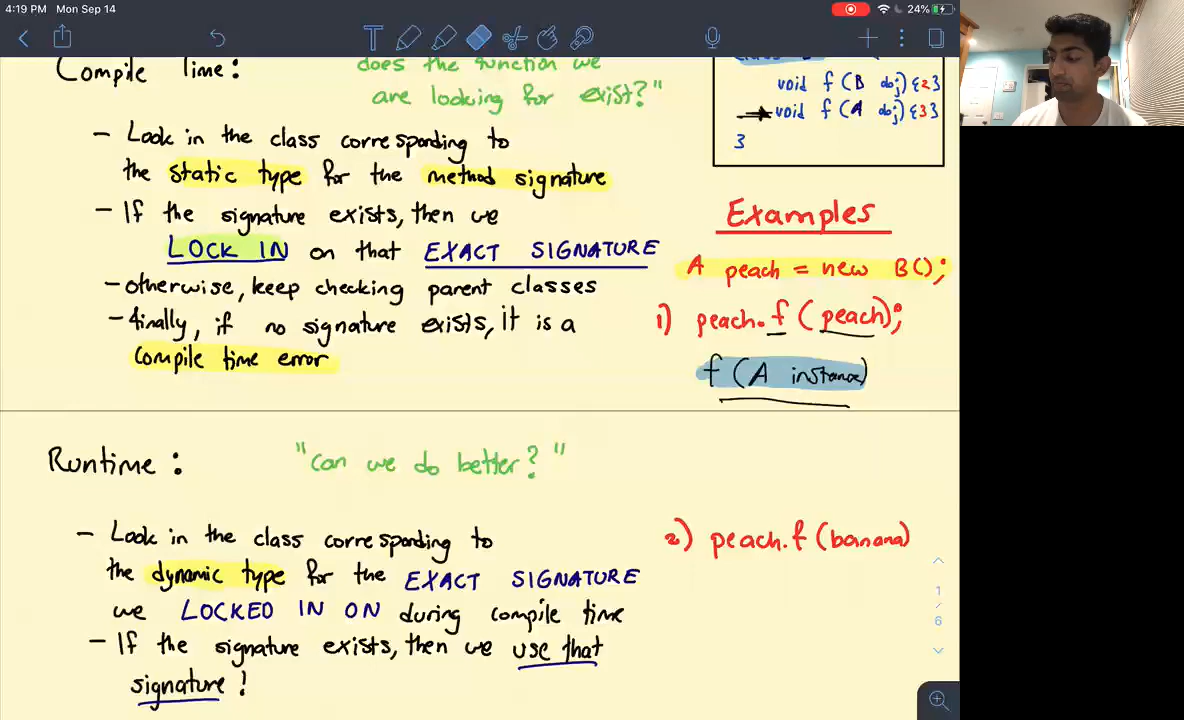 4:19 PM Mon Sep 14
24%
Compile Time:
does the function we
are looking for exist?"
- Look in the class corresponding to
the static type for the method signature
- If the signature exists, then we
LOCK IN on that EXACT SIGNATURE
- otherwise, keep checking parent classes
- finally, if no signature exists, it is a
compile time error
void f (B obj) {2}
void f (A obj) {3}
}
Examples
A peach = new B();
1) peach.f (peach);
f (A instance)
Runtime: "can we do better?"
- Look in the class corresponding to
the dynamic type for the EXACT SIGNATURE
we LOCKED IN ON during compile time
- If the signature exists, then we use that
signature!
2) peach.f (banana)
1
/
6